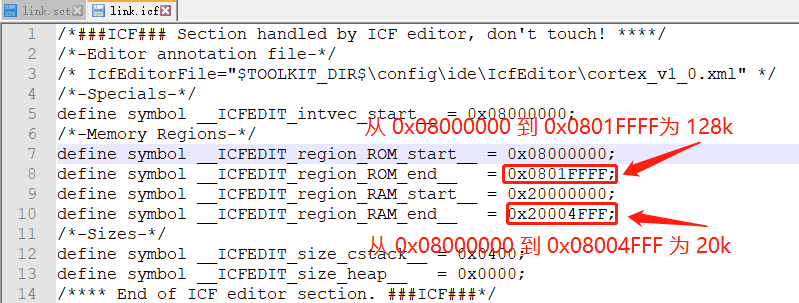 link.sct link.icf
1 /*###ICF### Section handled by ICF editor, don't touch! ****/
2 /*-Editor annotation file-*/
3 /* IcfEditorFile="$TOOLKIT_DIR$\config\ide\IcfEditor\cortex_v1_0.xml" */
4 /*-Specials-*/
5 define symbol __ICFEDIT_intvec_start__ = 0x08000000;
从 0x08000000 到 0x0801FFFF为 128k
6 /*-Memory Regions-*/
7 define symbol __ICFEDIT_region_ROM_start__ = 0x08000000;
8 define symbol __ICFEDIT_region_ROM_end__ = 0x0801FFFF;
9 define symbol __ICFEDIT_region_RAM_start__ = 0x20000000;
10 define symbol __ICFEDIT_region_RAM_end__ = 0x20004FFF;
11 /*-Sizes-*/
从 0x08000000 到 0x08004FFF 为 20k
12 define symbol __ICFEDIT_size_cstack__ = 0x0400;
13 define symbol __ICFEDIT_size_heap__ = 0x0000;
14 /**** End of ICF editor section. ###ICF###*/